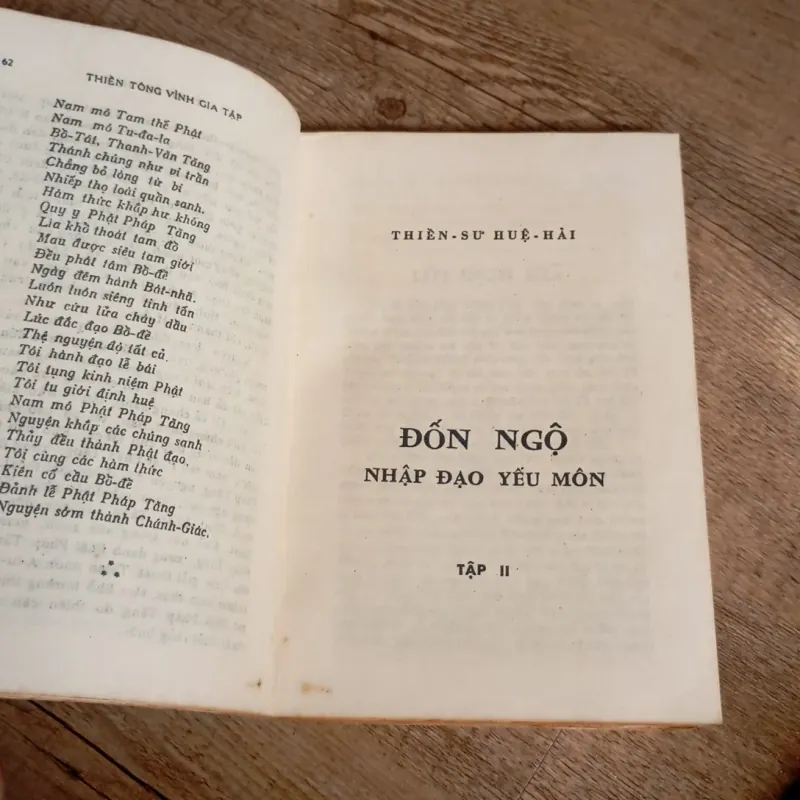 62
THIỀN TÔNG VĨNH GIA TẬP
Nam mô Tam thế Phật
Nam mô Tu-đa-la
Bồ-Tát, Thanh-Văn Tăng
Thánh chúng như vi trần
Chẳng bỏ lòng từ bi
Nhiếp thọ loài quần sanh.
Hàm thức khắp hư không
Quy y Phật Pháp Tăng
Lìa khổ thoát tam đồ
Mau được siêu tam giới
Đều phát tâm Bồ-đề
Ngày đêm hành Bát-nhã.
Luôn luôn siêng tinh tấn
Như cứu lửa cháy đầu
Lúc đắc đạo Bồ-đề
Thệ nguyện độ tất cả.
Tôi hành đạo lễ bái
Tôi tụng kinh niệm Phật
Tôi tu giới định huệ
Nam mô Phật Pháp Tăng
Nguyện khắp các chúng sanh
Thảy đều thành Phật đạo.
Tôi cùng các hàm thức
Kiên cố cầu Bồ-đề
Đảnh lễ Phật Pháp Tăng
Nguyện sớm thành Chánh-Giác.
THIỀN-SƯ HUỆ-HẢI
ĐỐN NGỘ
NHẬP ĐẠO YẾU MÔN
TẬP II